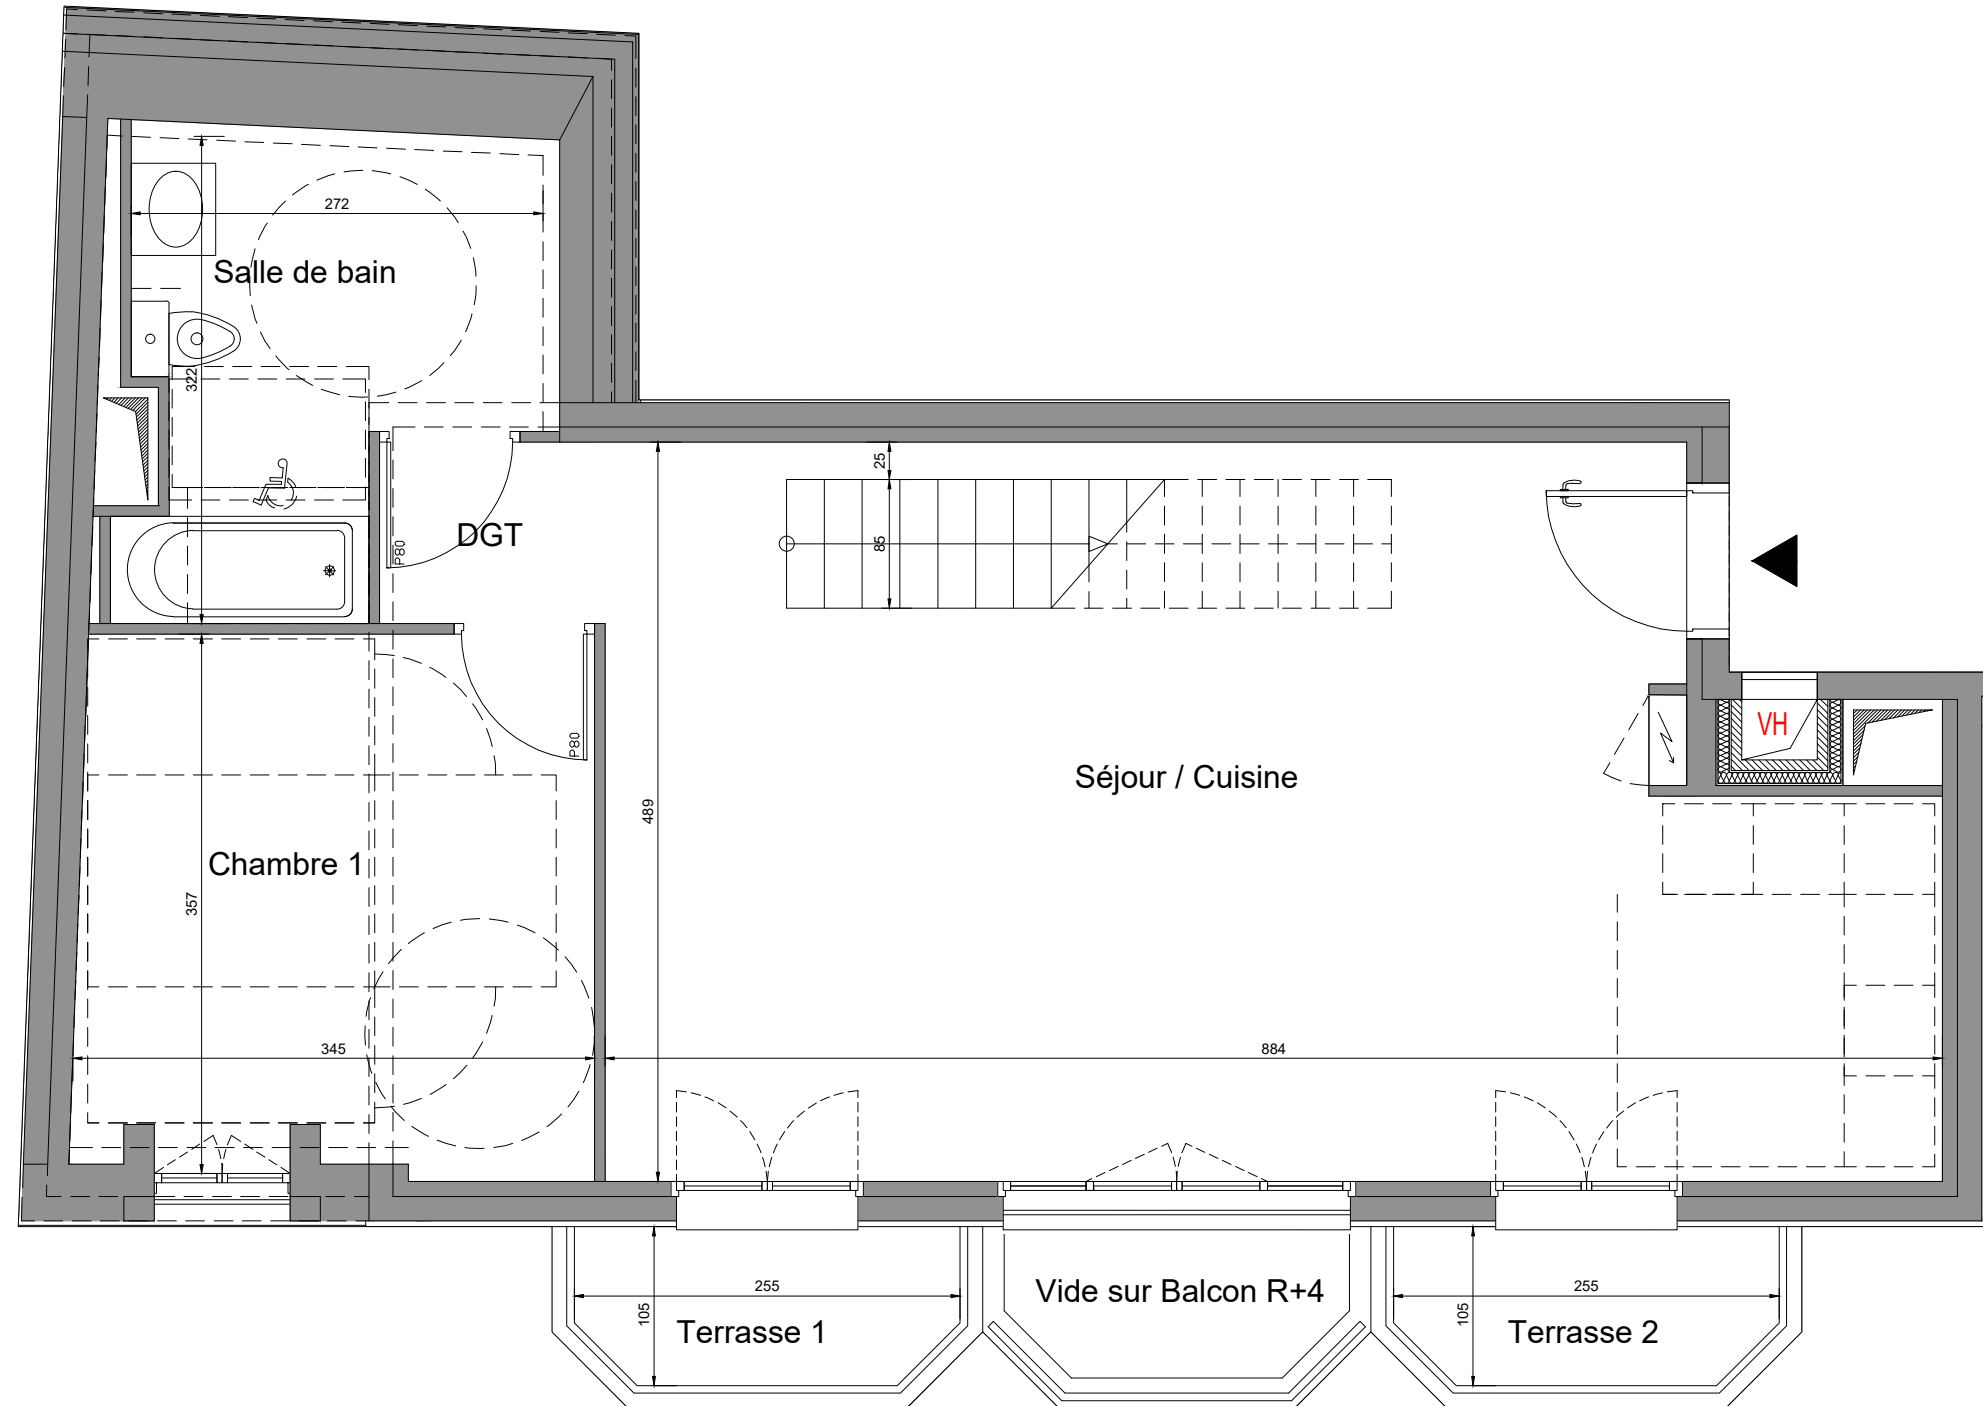 272
Salle de bain
322
25
85
DGT
P80
P80
VH
489
Séjour / Cuisine
357
Chambre 1
345
884
255
105
Terrasse 1
Vide sur Balcon R+4
255
105
Terrasse 2